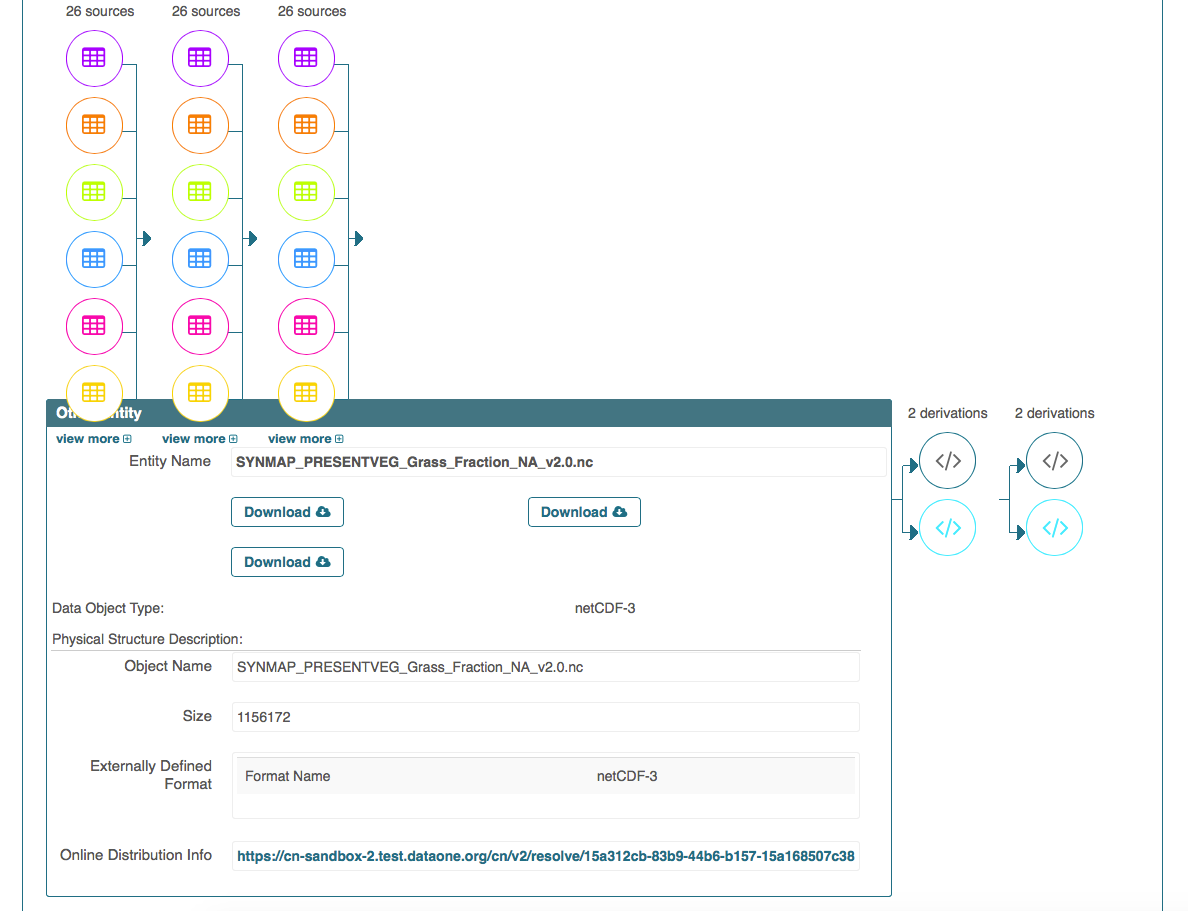 26 sources 26 sources 26 sources
2 derivations 2 derivations
view more view more view more
Entity Name SYNMAP_PRESENTVEG_Grass_Fraction_NA_v2.0.nc
Download Download
Download
Data Object Type: netCDF-3
Physical Structure Description:
Object Name SYNMAP_PRESENTVEG_Grass_Fraction_NA_v2.0.nc
Size 1156172
Externally Defined
Format
Format Name netCDF-3
Online Distribution Info https://cn-sandbox-2.test.dataone.org/cn/v2/resolve/15a312cb-83b9-44b6-b157-15a168507c38